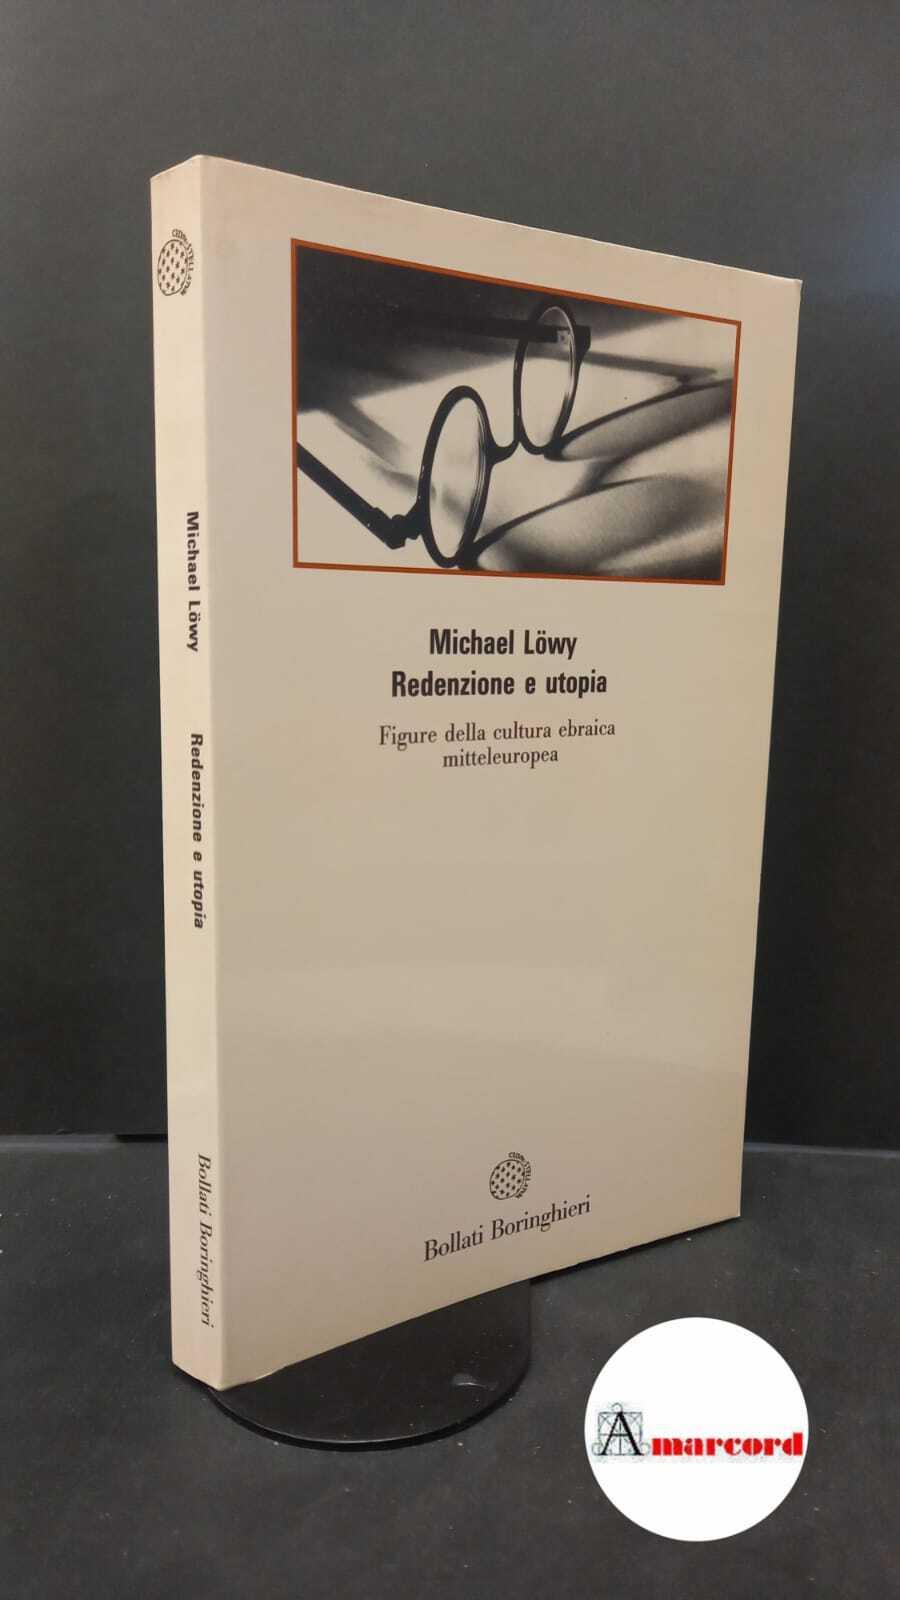 Michael Löwy
Redenzione e utopia
Figure della cultura ebraica
mitteleuropea
Bollati Boringhieri
Michael Löwy
Redenzione e utopia
Bollati Boringhieri
Amarcord